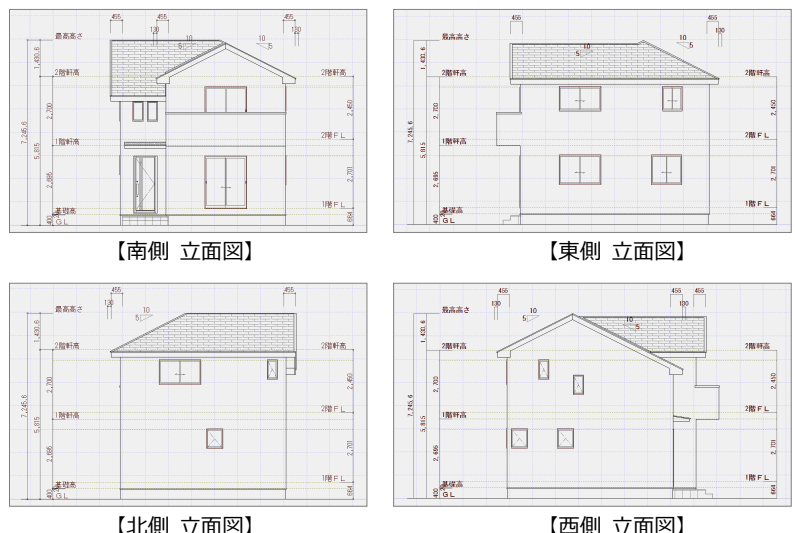 455
455
455
130
10
5
10
5
最高高さ
1,430.6
2階軒高
2階軒高
2,700
2,450
7,245.6
5,815
1階軒高
2階FL
2,695
2,701
1階FL
基礎高
400
GL
664
【南側 立面図】
455
455
130
10
5
10
5
最高高さ
1,430.6
2階軒高
2階軒高
2,700
2,450
7,245.6
5,815
1階軒高
2階FL
2,695
2,701
1階FL
基礎高
400
GL
664
【東側 立面図】
455
455
130
10
5
最高高さ
1,430.6
2階軒高
2階軒高
2,700
2,450
7,245.6
5,815
1階軒高
2階FL
2,695
2,701
1階FL
基礎高
400
GL
664
【北側 立面図】
455
455
455
130
130
10
5
10
5
最高高さ
1,430.6
2階軒高
2階軒高
2,700
2,450
7,245.6
5,815
1階軒高
2階FL
2,695
2,701
1階FL
基礎高
400
GL
664
【西側 立面図】